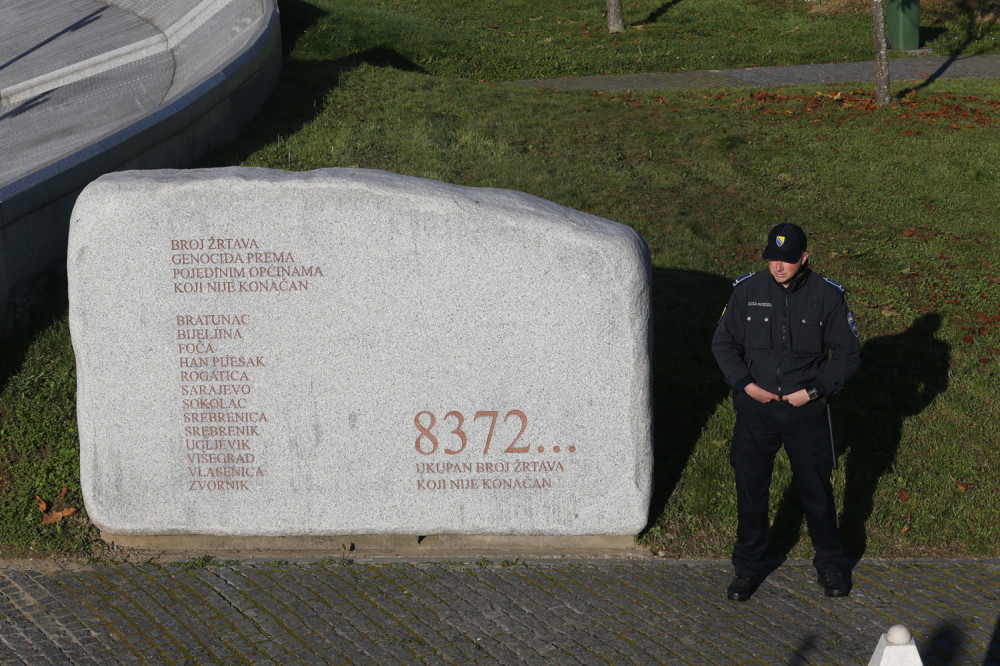 BROJ ŽRTAVA
GENOCIDA PREMA
POJEDINIM OPĆINAMA
KOJI NIJE KONAČAN
BRATUNAC
BIJELJINA
FOČA
HAN PIJESAK
ROGATICA
SARAJEVO
SOKOLAC
SREBRENICA
SREBRENIK
UGLJEVIK
VIŠEGRAD
VLASENICA
ZVORNIK
8372...
UKUPAN BROJ ŽRTAVA
KOJI NIJE KONAČAN